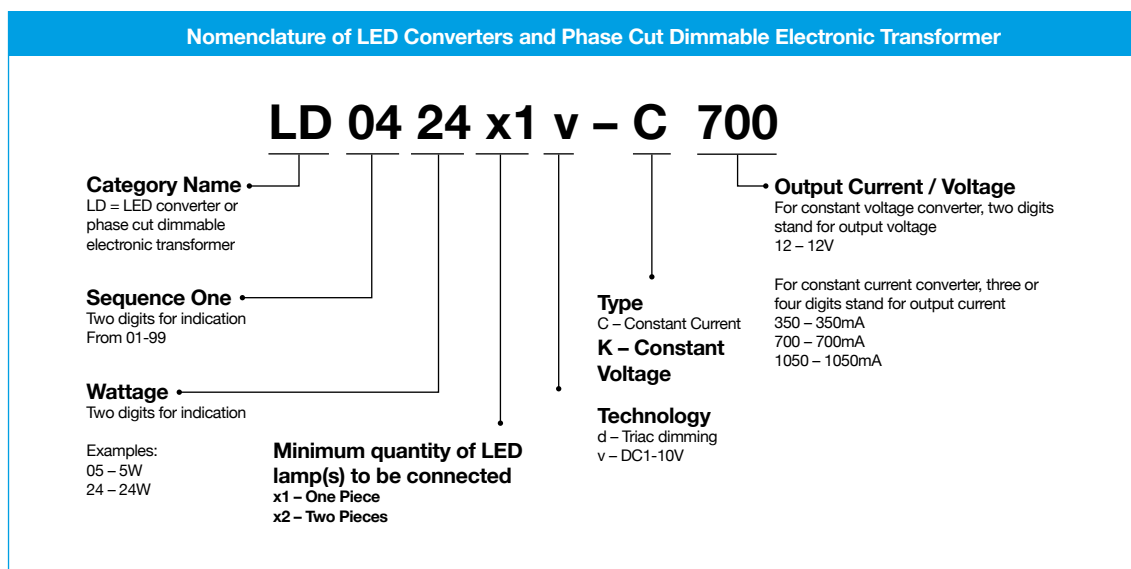 Nomenclature of LED Converters and Phase Cut Dimmable Electronic Transformer
LD 04 24 x1 v – C 700
Category Name
LD = LED converter or
phase cut dimmable
electronic transformer
Sequence One
Two digits for indication
From 01-99
Wattage
Two digits for indication
Examples:
05 – 5W
24 – 24W
Minimum quantity of LED
lamp(s) to be connected
x1 – One Piece
x2 – Two Pieces
Type
C – Constant Current
K – Constant
Voltage
Technology
d – Triac dimming
v – DC1-10V
Output Current / Voltage
For constant voltage converter, two digits
stand for output voltage
12 – 12V
For constant current converter, three or
four digits stand for output current
350 – 350mA
700 – 700mA
1050 – 1050mA